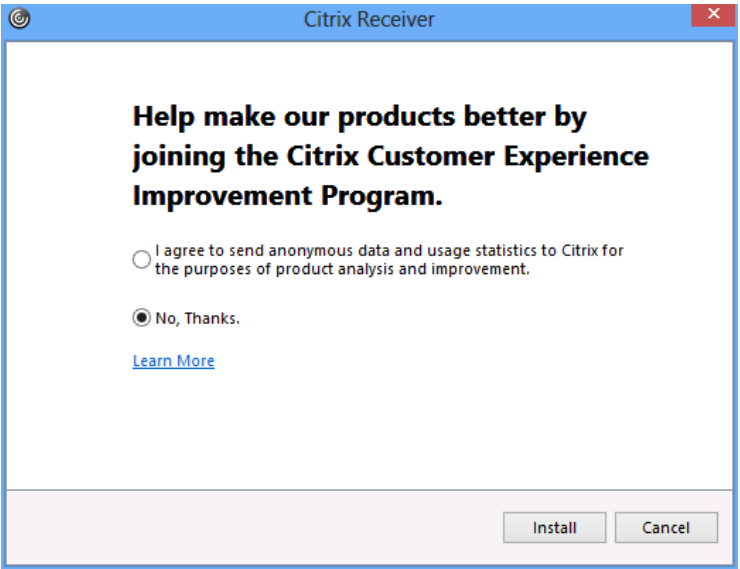 Citrix Receiver
Help make our products better by
joining the Citrix Customer Experience
Improvement Program.
I agree to send anonymous data and usage statistics to Citrix for
the purposes of product analysis and improvement.
No, Thanks.
Learn More
Install
Cancel